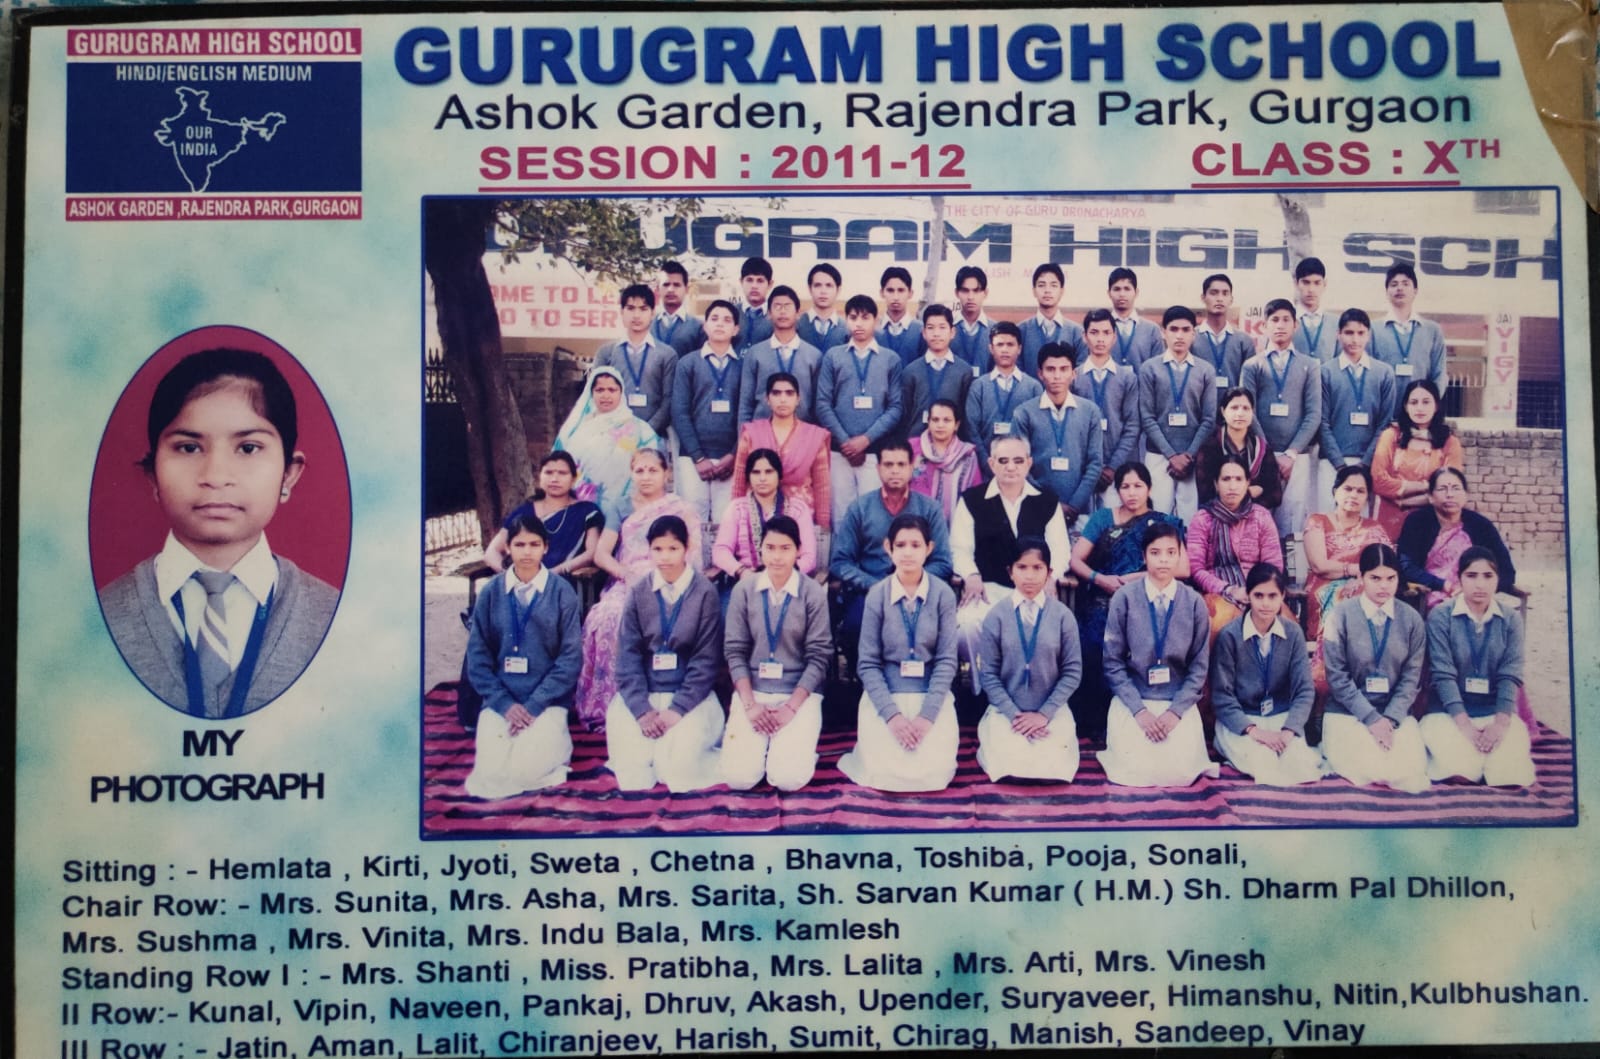 GURUGRAM HIGH SCHOOL
HINDI/ENGLISH MEDIUM
OUR
INDIA
ASHOK GARDEN ,RAJENDRA PARK,GURGAON
GURUGRAM HIGH SCHOOL
Ashok Garden, Rajendra Park, Gurgaon
SESSION : 2011-12 CLASS : XTH
THE CITY OF GURU DRONACHARYA
UGRAM HIGH SCH
OME TO LE
O TO SER
JAI
JAI
JAI
VIGY
MY
PHOTOGRAPH
Sitting : - Hemlata , Kirti, Jyoti, Sweta , Chetna , Bhavna, Toshiba, Pooja, Sonali,
Chair Row: - Mrs. Sunita, Mrs. Asha, Mrs. Sarita, Sh. Sarvan Kumar ( H.M.) Sh. Dharm Pal Dhillon,
Mrs. Sushma , Mrs. Vinita, Mrs. Indu Bala, Mrs. Kamlesh
Standing Row I : - Mrs. Shanti , Miss. Pratibha, Mrs. Lalita , Mrs. Arti, Mrs. Vinesh
II Row:- Kunal, Vipin, Naveen, Pankaj, Dhruv, Akash, Upender, Suryaveer, Himanshu, Nitin,Kulbhushan.
III Row : - Jatin, Aman, Lalit, Chiranjeev, Harish, Sumit, Chirag, Manish, Sandeep, Vinay